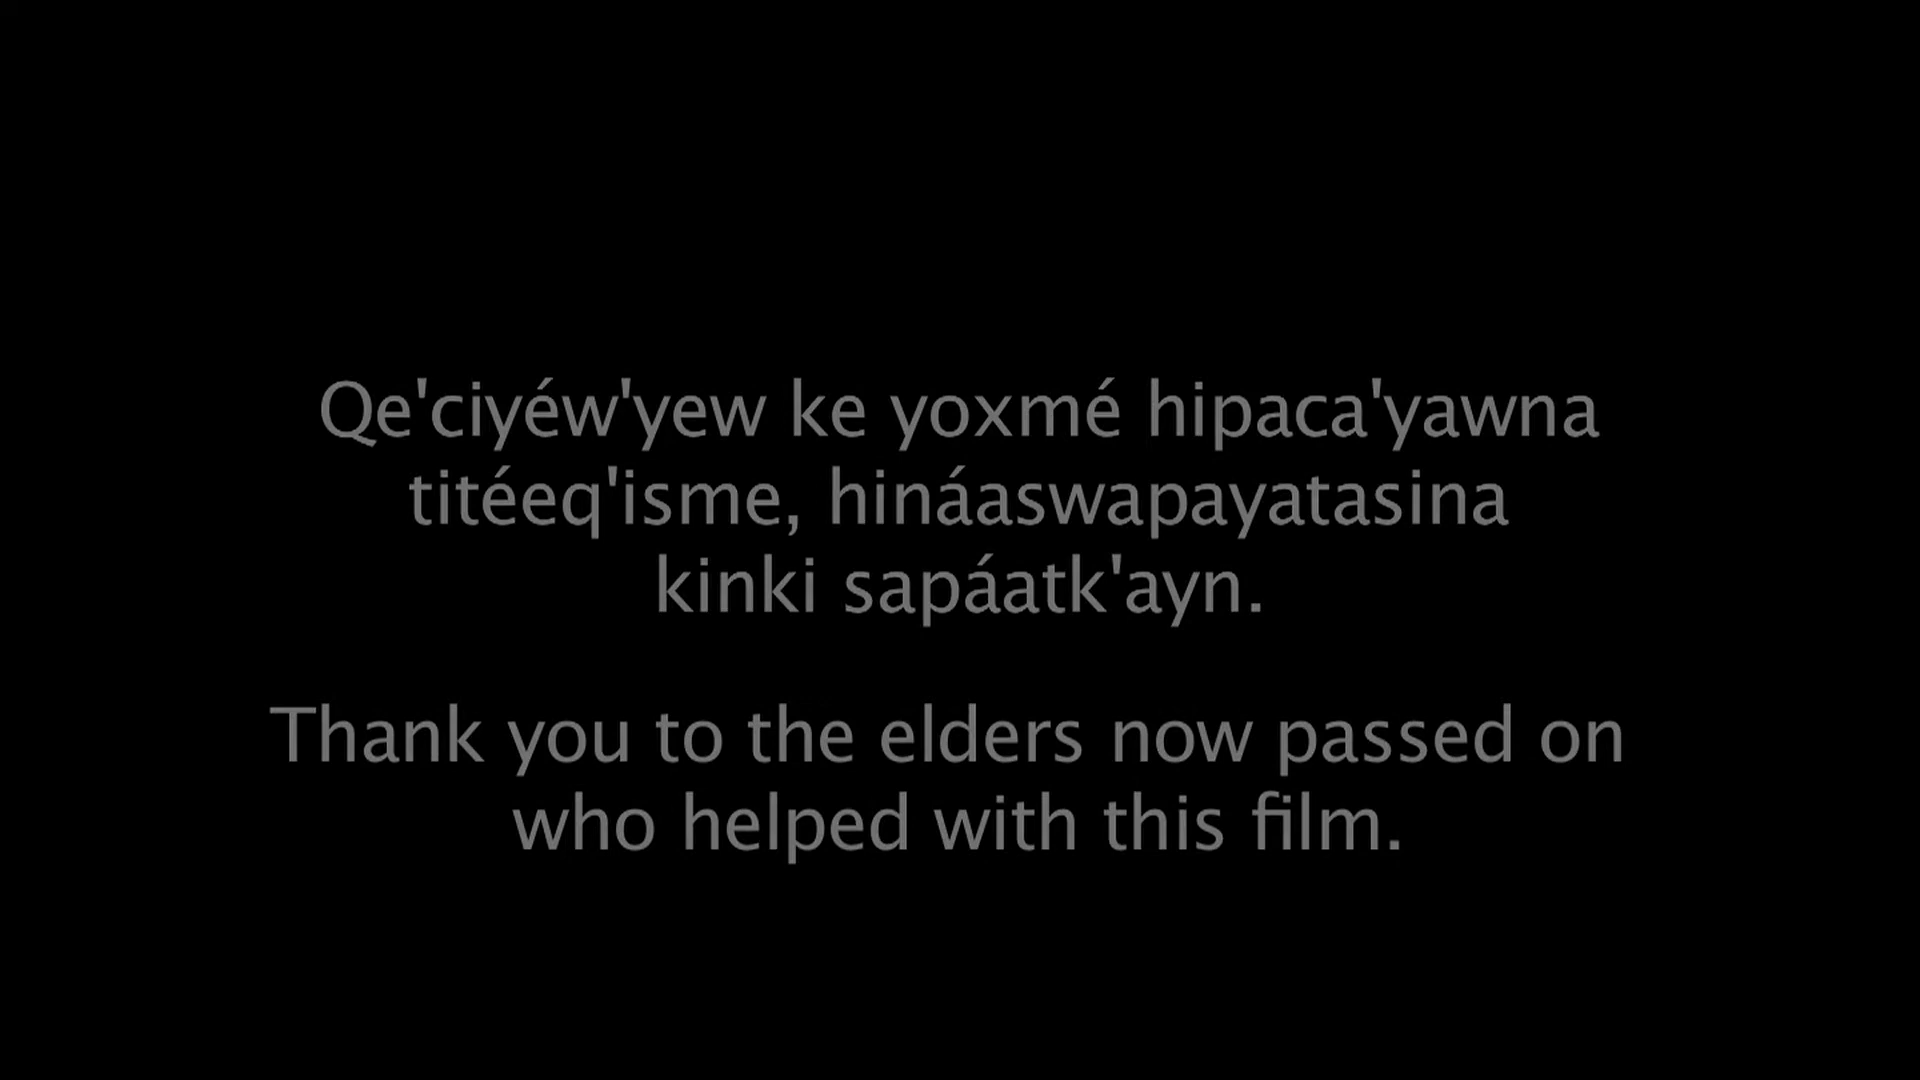 Qe'ciyéw'yew ke yoxmé hipaca'yawna
titéeq'isme, hináaswapayatasina
kinki sapáatk'ayn.
Thank you to the elders now passed on
who helped with this film.